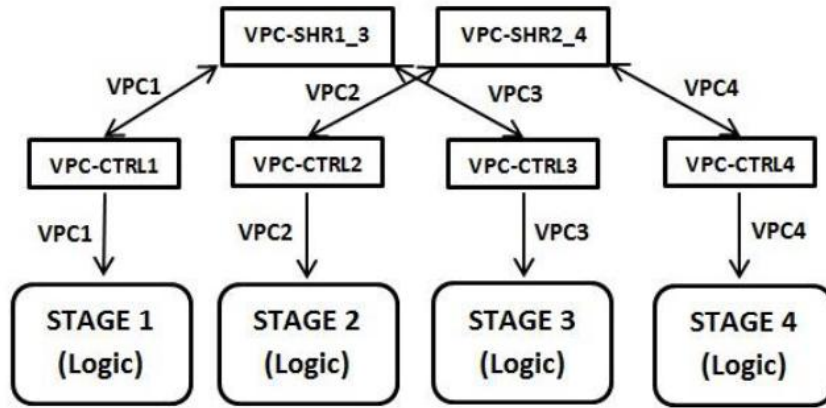 VPC-SHR1_3
VPC-SHR2_4
VPC1
VPC2
VPC3
VPC4
VPC-CTRL1
VPC-CTRL2
VPC-CTRL3
VPC-CTRL4
VPC1
VPC2
VPC3
VPC4
STAGE 1
(Logic)
STAGE 2
(Logic)
STAGE 3
(Logic)
STAGE 4
(Logic)